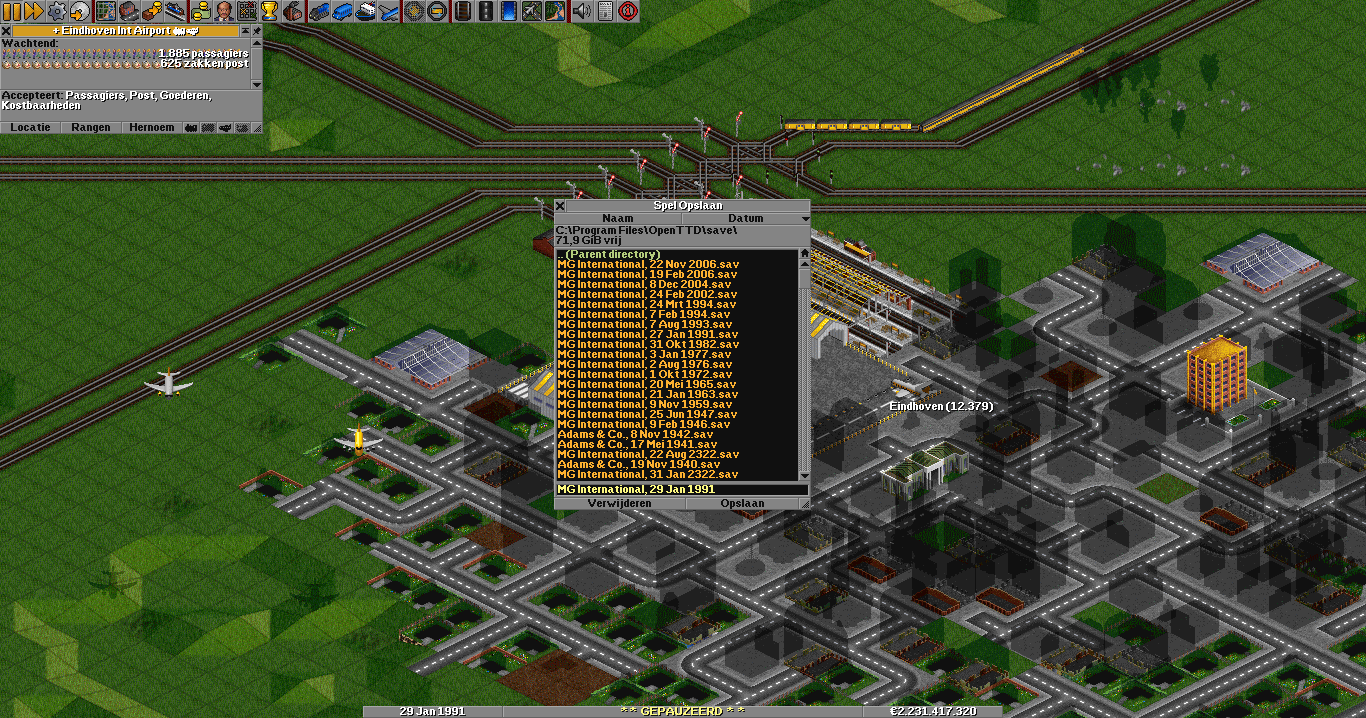 + Eindhoven Int Airport
Wachtend:
1.885 passagiers
625 zakken post
Accepteert: Passagiers, Post, Goederen,
Kostbaarheden
Locatie Rangen Hernoem
Spel Opslaan
Naam Datum
C:\Program Files\OpenTTD\save\
71,9 GiB vrij
.. (Parent directory)
MG International, 22 Nov 2006.sav
MG International, 19 Feb 2006.sav
MG International, 8 Dec 2004.sav
MG International, 24 Feb 2002.sav
MG International, 24 Mrt 1994.sav
MG International, 7 Feb 1994.sav
MG International, 7 Aug 1993.sav
MG International, 27 Jan 1991.sav
MG International, 31 Okt 1982.sav
MG International, 3 Jan 1977.sav
MG International, 2 Aug 1976.sav
MG International, 1 Okt 1972.sav
MG International, 20 Mei 1965.sav
MG International, 21 Jan 1963.sav
MG International, 9 Nov 1959.sav
MG International, 25 Jun 1947.sav
MG International, 9 Feb 1946.sav
Adams & Co., 8 Nov 1942.sav
Adams & Co., 17 Mei 1941.sav
MG International, 22 Aug 2322.sav
Adams & Co., 19 Nov 1940.sav
MG International, 31 Jan 2322.sav
MG International, 29 Jan 1991
Verwijderen Opslaan
Eindhoven (12.379)
29 Jan 1991 * * GEPAUZEERD * * €2.231.417.320